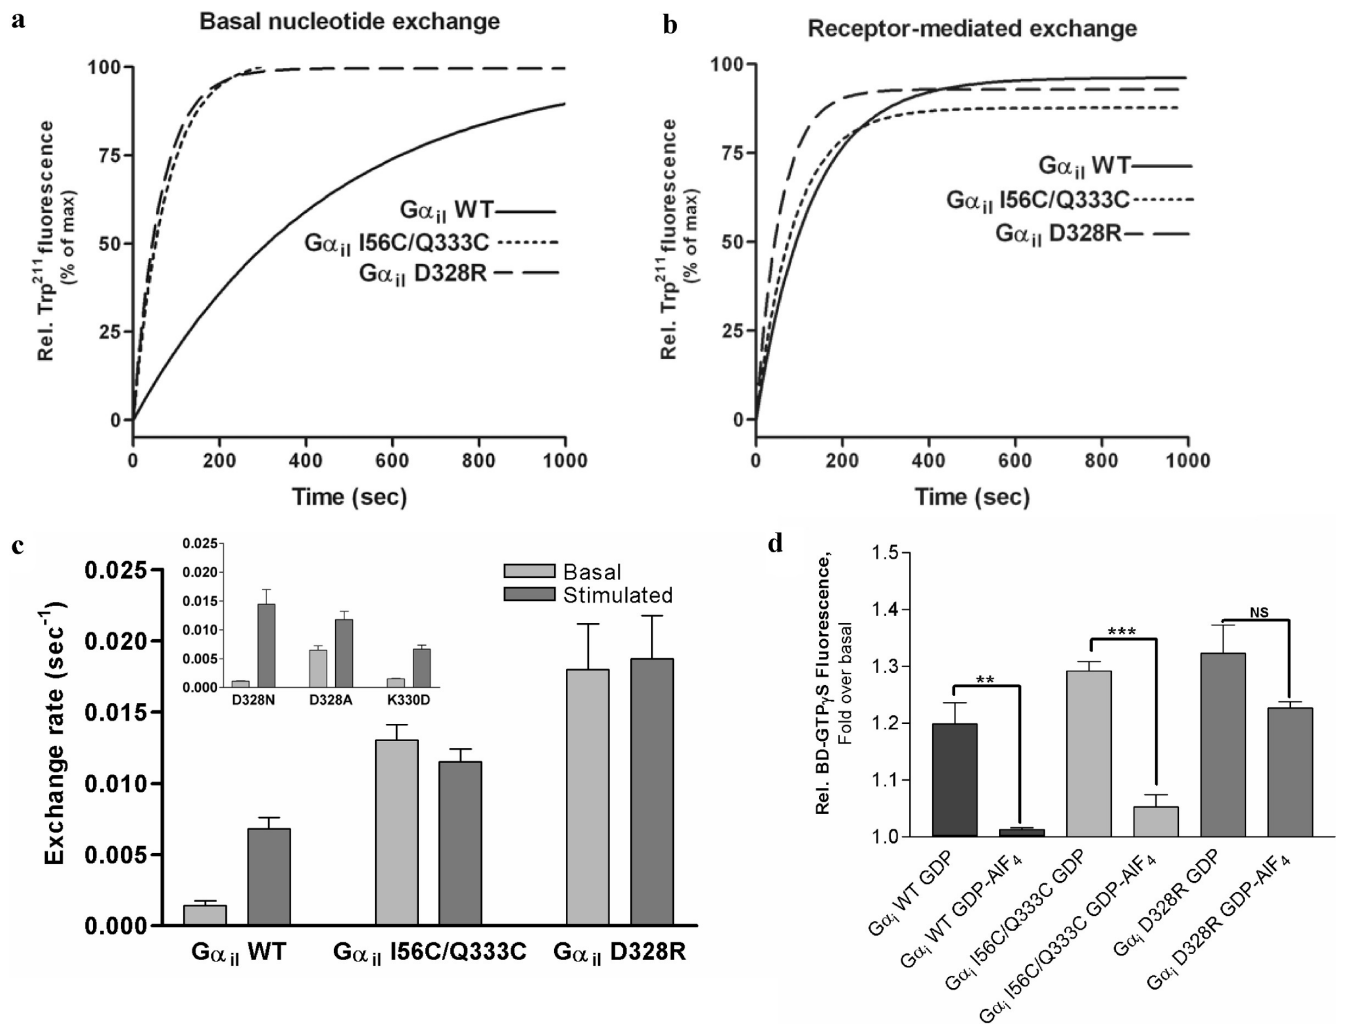 a
Basal nucleotide exchange
Rel. Trp211 fluorescence
(% of max)
100
75
50
25
0
Gαil WT
Gαil I56C/Q333C
Gαil D328R
0 200 400 600 800 1000
Time (sec)
b
Receptor-mediated exchange
Rel. Trp211 fluorescence
(% of max)
100
75
50
25
0
Gαil WT
Gαil I56C/Q333C
Gαil D328R
0 200 400 600 800 1000
Time (sec)
c
Exchange rate (sec-1)
0.025
0.020
0.015
0.010
0.005
0.000
0.025
0.020
0.015
0.010
0.005
0.000
D328N D328A K330D
Basal
Stimulated
Gαil WT Gαil I56C/Q333C Gαil D328R
d
Rel. BD-GTPγS Fluorescence,
Fold over basal
1.5
1.4
1.3
1.2
1.1
1.0
**
***
NS
Gαi WT GDP
Gαi WT GDP-AlF4
Gαi I56C/Q333C GDP
Gαi I56C/Q333C GDP-AlF4
Gαi D328R GDP
Gαi D328R GDP-AlF4